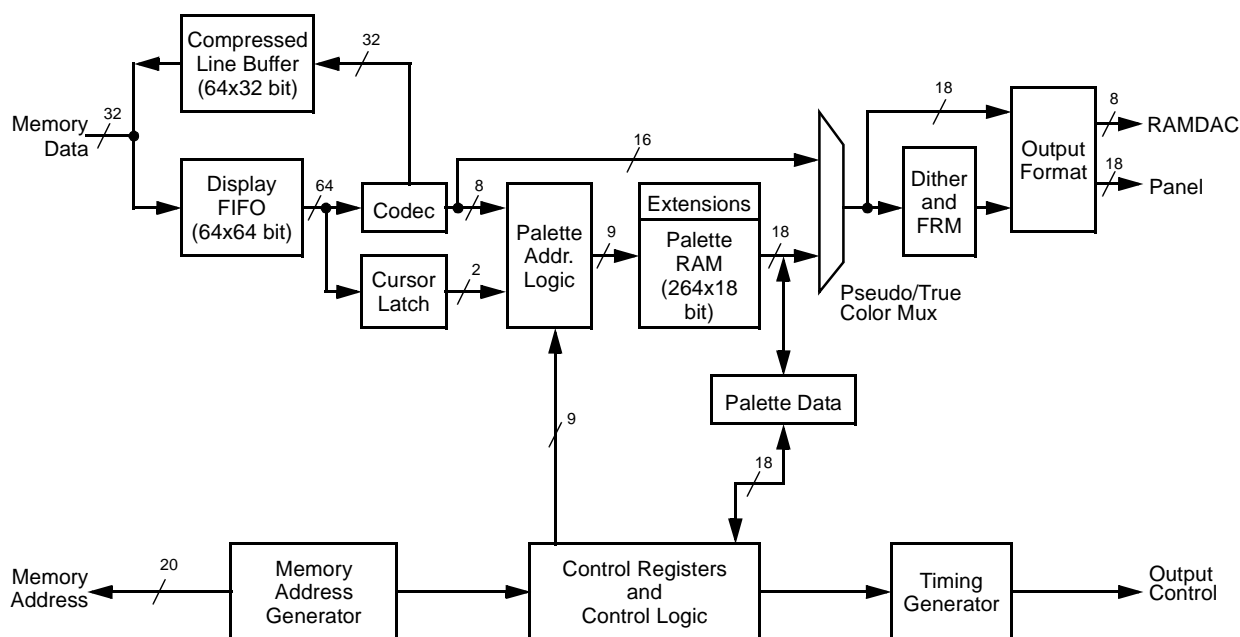 Compressed
Line Buffer
(64x32 bit)
32
32
Memory
Data
Display
FIFO
(64x64 bit)
64
Codec
8
16
Cursor
Latch
2
Palette
Addr.
Logic
9
Extensions
Palette
RAM
(264x18
bit)
18
Pseudo/True
Color Mux
18
Dither
and
FRM
Output
Format
8
RAMDAC
18
Panel
Palette Data
9
18
Memory
Address
20
Memory
Address
Generator
Control Registers
and
Control Logic
Timing
Generator
Output
Control